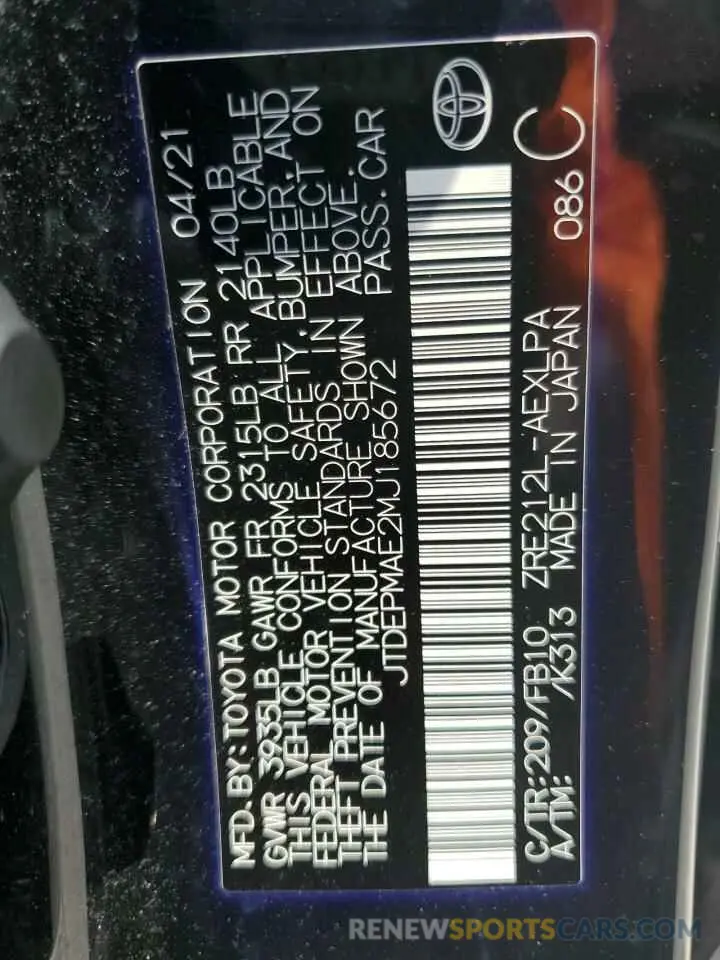 MFD.BY:TOYOTA MOTOR CORPORATION 04/21
GVWR 3935LB GAWR FR 2315LB RR 2140LB
THIS VEHICLE CONFORMS TO ALL APPLICABLE
FEDERAL MOTOR VEHICLE SAFETY,BUMPER,AND
THEFT PREVENTION STANDARDS IN EFFECT ON
THE DATE OF MANUFACTURE SHOWN ABOVE.
JTDEPMAE2MJ185672 PASS.CAR
C/TR:209/FB10 ZRE212L-AEXLPA 086 C
A/TM: /K313 MADE IN JAPAN
RENEWSPORTSCARS.COM